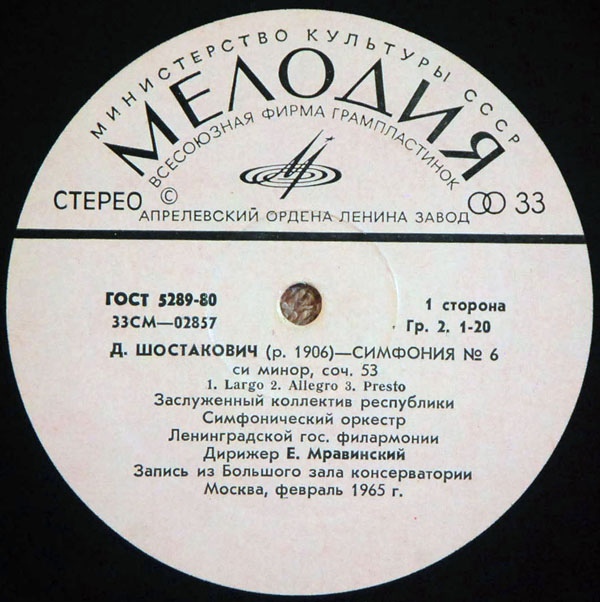 МИНИСТЕРСТВО КУЛЬТУРЫ СССР
МЕЛОДИЯ
ВСЕСОЮЗНАЯ ФИРМА ГРАМПЛАСТИНОК
СТЕРЕО © 33
АПРЕЛЕВСКИЙ ОРДЕНА ЛЕНИНА ЗАВОД
ГОСТ 5289-80
33СМ—02857
1 сторона
Гр. 2. 1-20
Д. ШОСТАКОВИЧ (р. 1906)—СИМФОНИЯ № 6
си минор, соч. 53
1. Largo 2. Allegro 3. Presto
Заслуженный коллектив республики
Симфонический оркестр
Ленинградской гос. филармонии
Дирижер Е. Мравинский
Запись из Большого зала консерватории
Москва, февраль 1965 г.